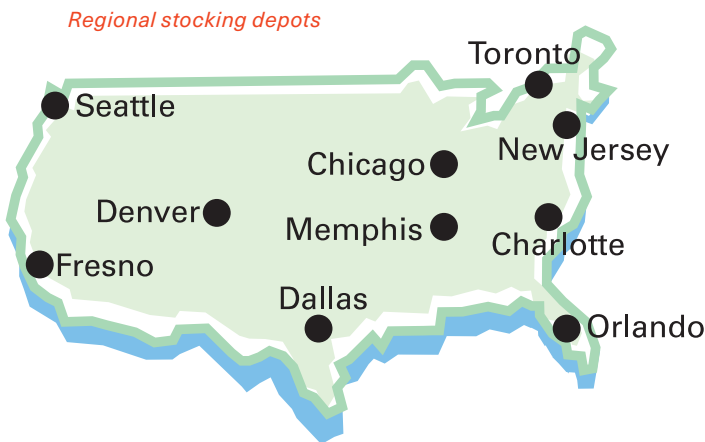 Regional stocking depots
Toronto
Seattle
New Jersey
Chicago
Denver
Memphis
Charlotte
Fresno
Dallas
Orlando